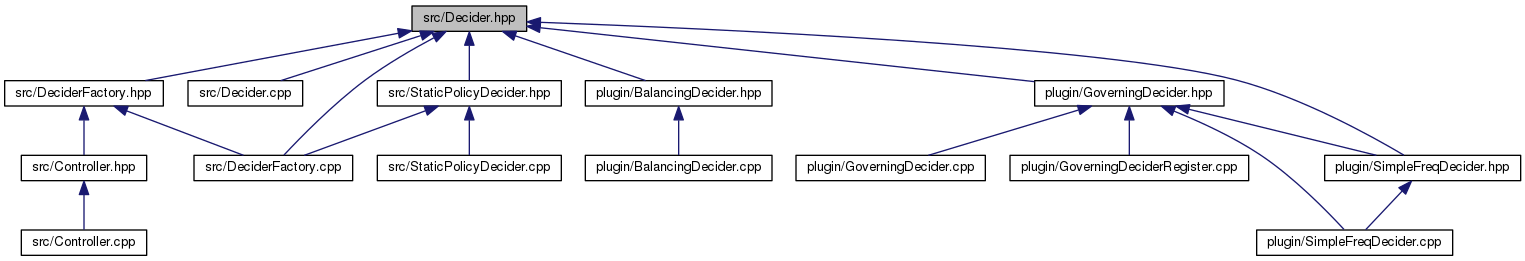 src/Decider.hpp
src/DeciderFactory.hpp
src/Decider.cpp
src/StaticPolicyDecider.hpp
plugin/BalancingDecider.hpp
plugin/GoverningDecider.hpp
src/Controller.hpp
src/DeciderFactory.cpp
src/StaticPolicyDecider.cpp
plugin/BalancingDecider.cpp
plugin/GoverningDecider.cpp
plugin/GoverningDeciderRegister.cpp
plugin/SimpleFreqDecider.hpp
src/Controller.cpp
plugin/SimpleFreqDecider.cpp